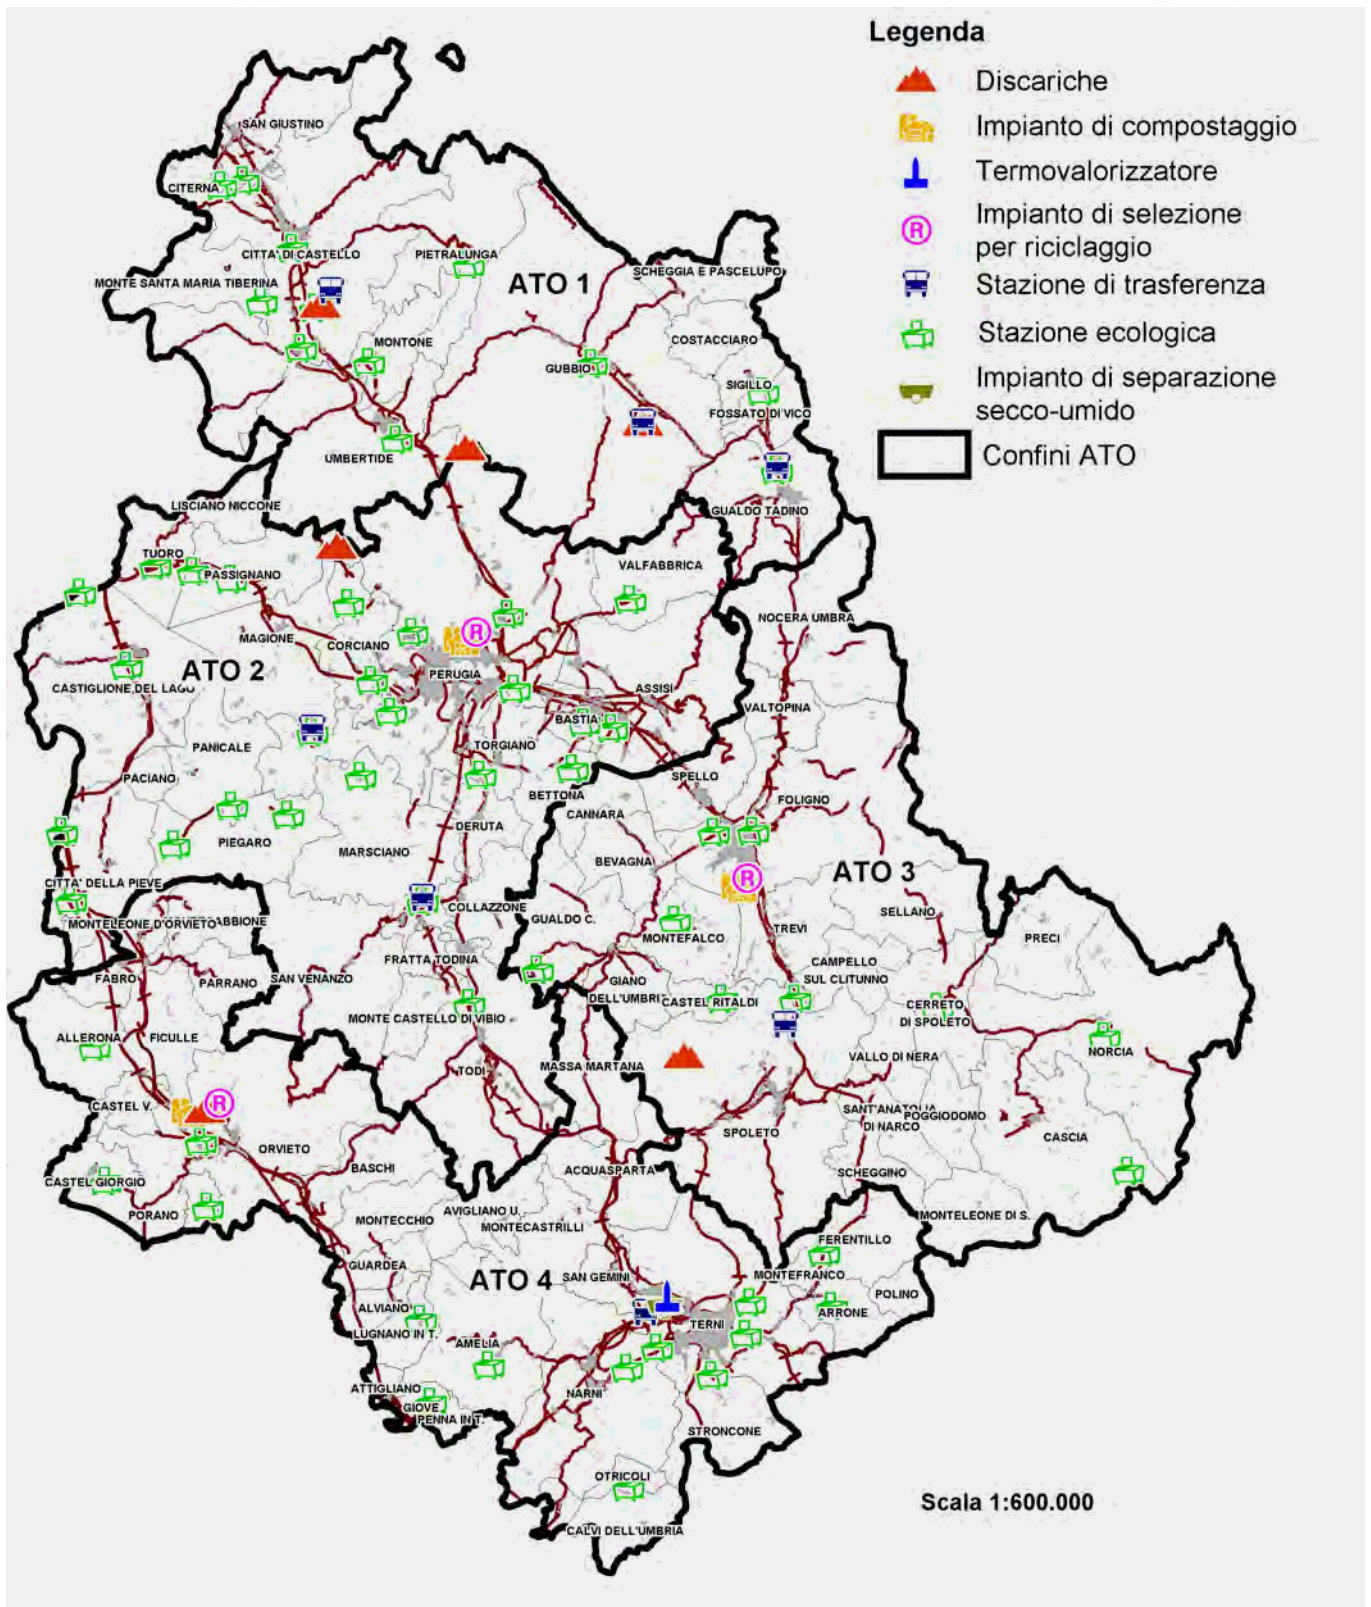 Legenda
Discariche
Impianto di compostaggio
Termovalorizzatore
Impianto di selezione
per riciclaggio
Stazione di trasferenza
Stazione ecologica
Impianto di separazione
secco-umido
Confini ATO
SAN GIUSTINO
CITERNA
CITTA' DI CASTELLO
PIETRALUNGA
MONTE SANTA MARIA TIBERINA
ATO 1
SCHEGGIA E PASCELUPO
MONTONE
COSTACCIARO
GUBBIO
SIGILLO
FOSSATO DI VICO
UMBERTIDE
LISCIANO NICCONE
GUALDO TADINO
TUORO
PASSIGNANO
VALFABBRICA
NOCERA UMBRA
MAGIONE
CORCIANO
R
ATO 2
PERUGIA
CASTIGLIONE DEL LAGO
ASSISI
BASTIA
VALTOPINA
PANICALE
TORGIANO
PACIANO
SPELLO
BETTONA
FOLIGNO
CANNARA
DERUTA
PIEGARO
MARSCIANO
BEVAGNA
ATO 3
CITTA' DELLA PIEVE
R
COLLAZZONE
GUALDO C.
SELLANO
MONTELEONE D'ORVIETO
MONTEFALCO
TREVI
PRECI
FRATTA TODINA
CAMPELLO
SUL CLITUNNO
FABRO
PARRANO
SAN VENANZO
GIANO
DELL'UMBRIA
CASTEL RITALDI
CERRETO
DI SPOLETO
MONTE CASTELLO DI VIBIO
ALLERONA
FICULLE
NORCIA
VALLO DI NERA
TODI
MASSA MARTANA
CASTEL V.
R
SANT'ANATOLIA
DI NARCO
POGGIODOMO
SPOLETO
CASCIA
ORVIETO
BASCHI
ACQUASPARTA
SCHEGGINO
CASTEL GIORGIO
PORANO
AVIGLIANO U.
MONTECCHIO
MONTECASTRILLI
MONTELEONE DI S.
FERENTILLO
GUARDEA
ATO 4
SAN GEMINI
MONTEFRANCO
POLINO
ALVIANO
ARRONE
LUGNANO IN T.
TERNI
AMELIA
ATTIGLIANO
NARNI
GIOVE
PENNA IN T.
STRONCONE
OTRICOLI
CALVI DELL'UMBRIA
Scala 1:600.000